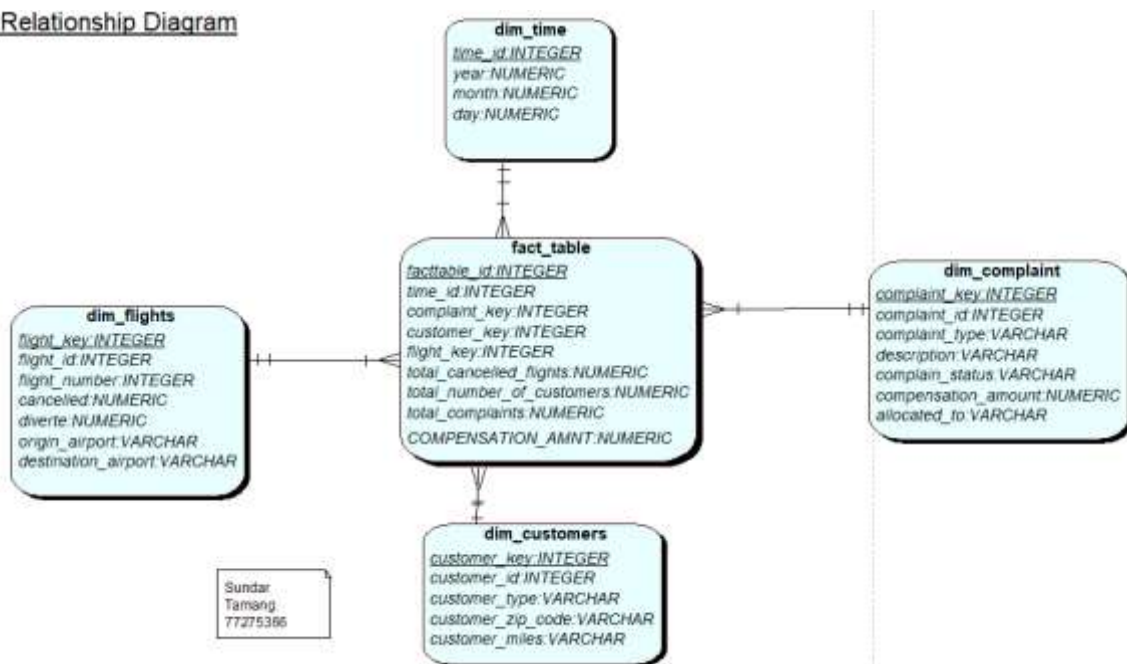 Relationship Diagram
dim_time
time_id:INTEGER
year:NUMERIC
month:NUMERIC
day:NUMERIC
fact_table
facttable_id:INTEGER
time_id:INTEGER
complaint_key:INTEGER
customer_key:INTEGER
flight_key:INTEGER
total_cancelled_flights:NUMERIC
total_number_of_customers:NUMERIC
total_complaints:NUMERIC
COMPENSATION_AMNT:NUMERIC
dim_complaint
complaint_key:INTEGER
complaint_id:INTEGER
complaint_type:VARCHAR
description:VARCHAR
complain_status:VARCHAR
compensation_amount:NUMERIC
allocated_to:VARCHAR
dim_flights
flight_key:INTEGER
flight_id:INTEGER
flight_number:INTEGER
cancelled:NUMERIC
diverte:NUMERIC
origin_airport:VARCHAR
destination_airport:VARCHAR
dim_customers
customer_key:INTEGER
customer_id:INTEGER
customer_type:VARCHAR
customer_zip_code:VARCHAR
customer_miles:VARCHAR
Sundar
Tamang
77275366